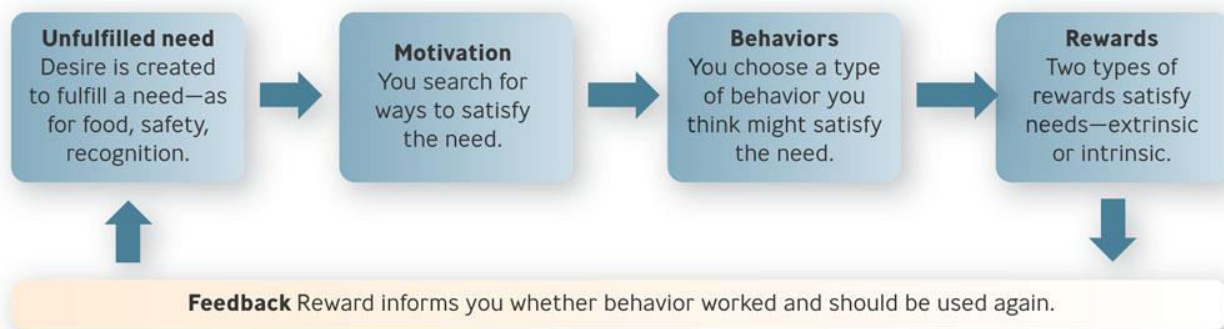 Unfulfilled need
Desire is created
to fulfill a need—as
for food, safety,
recognition.
Motivation
You search for
ways to satisfy
the need.
Behaviors
You choose a type
of behavior you
think might satisfy
the need.
Rewards
Two types of
rewards satisfy
needs—extrinsic
or intrinsic.
Feedback Reward informs you whether behavior worked and should be used again.